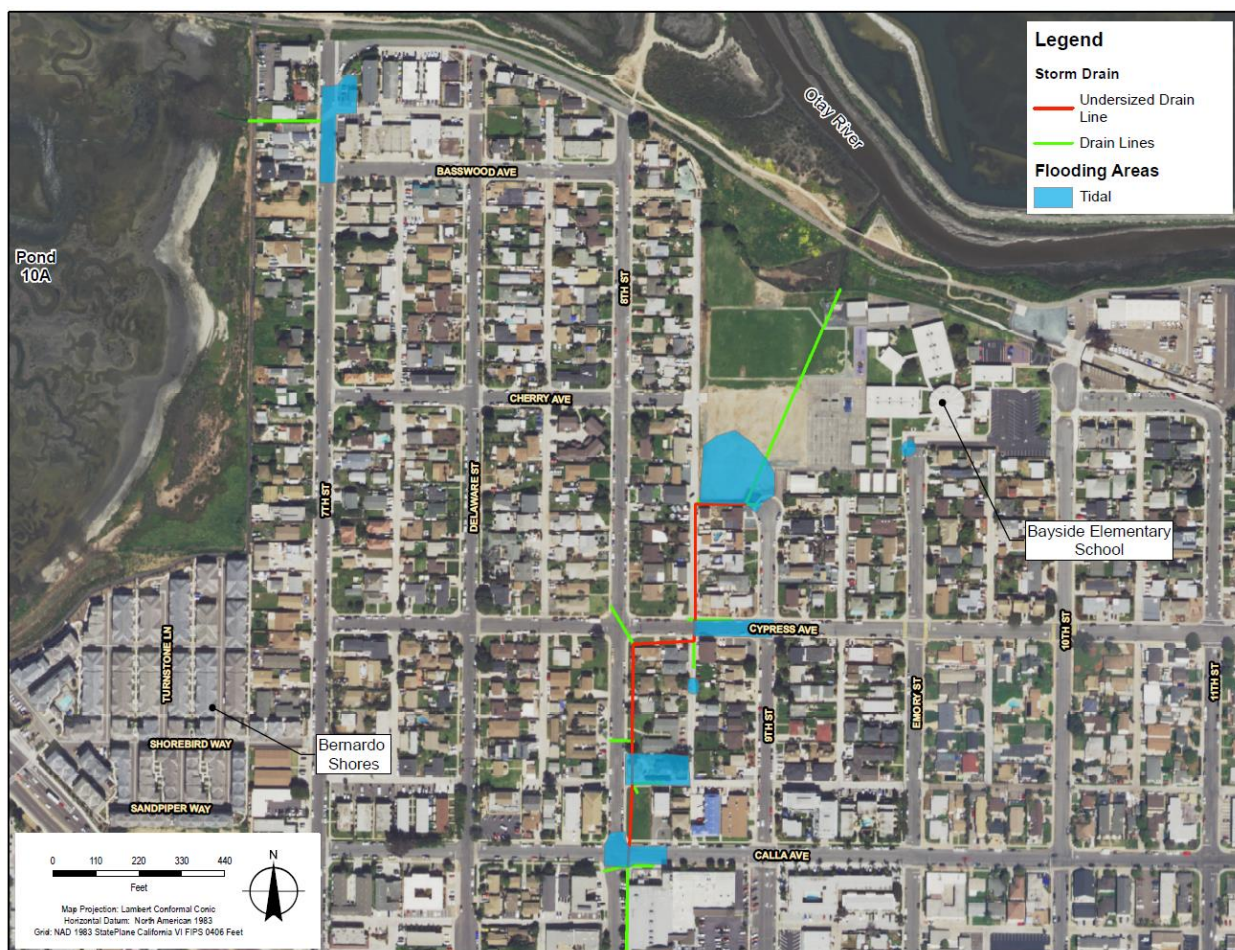 Legend
Storm Drain
Undersized Drain
Line
Drain Lines
Flooding Areas
Tidal
Otay River
BASSWOOD AVE
Pond
10A
8TH ST
CHERRY AVE
7TH ST
DELAWARE ST
Bayside Elementary
School
CYPRESS AVE
10TH ST
TURNSTONE LN
11TH ST
EMORY ST
9TH ST
SHOREBIRD WAY
Bernardo
Shores
SANDPIPER WAY
CALLA AVE
0 110 220 330 440
Feet
N
Map Projection: Lambert Conformal Conic
Horizontal Datum: North American 1983
Grid: NAD 1983 StatePlane California VI FIPS 0406 Feet